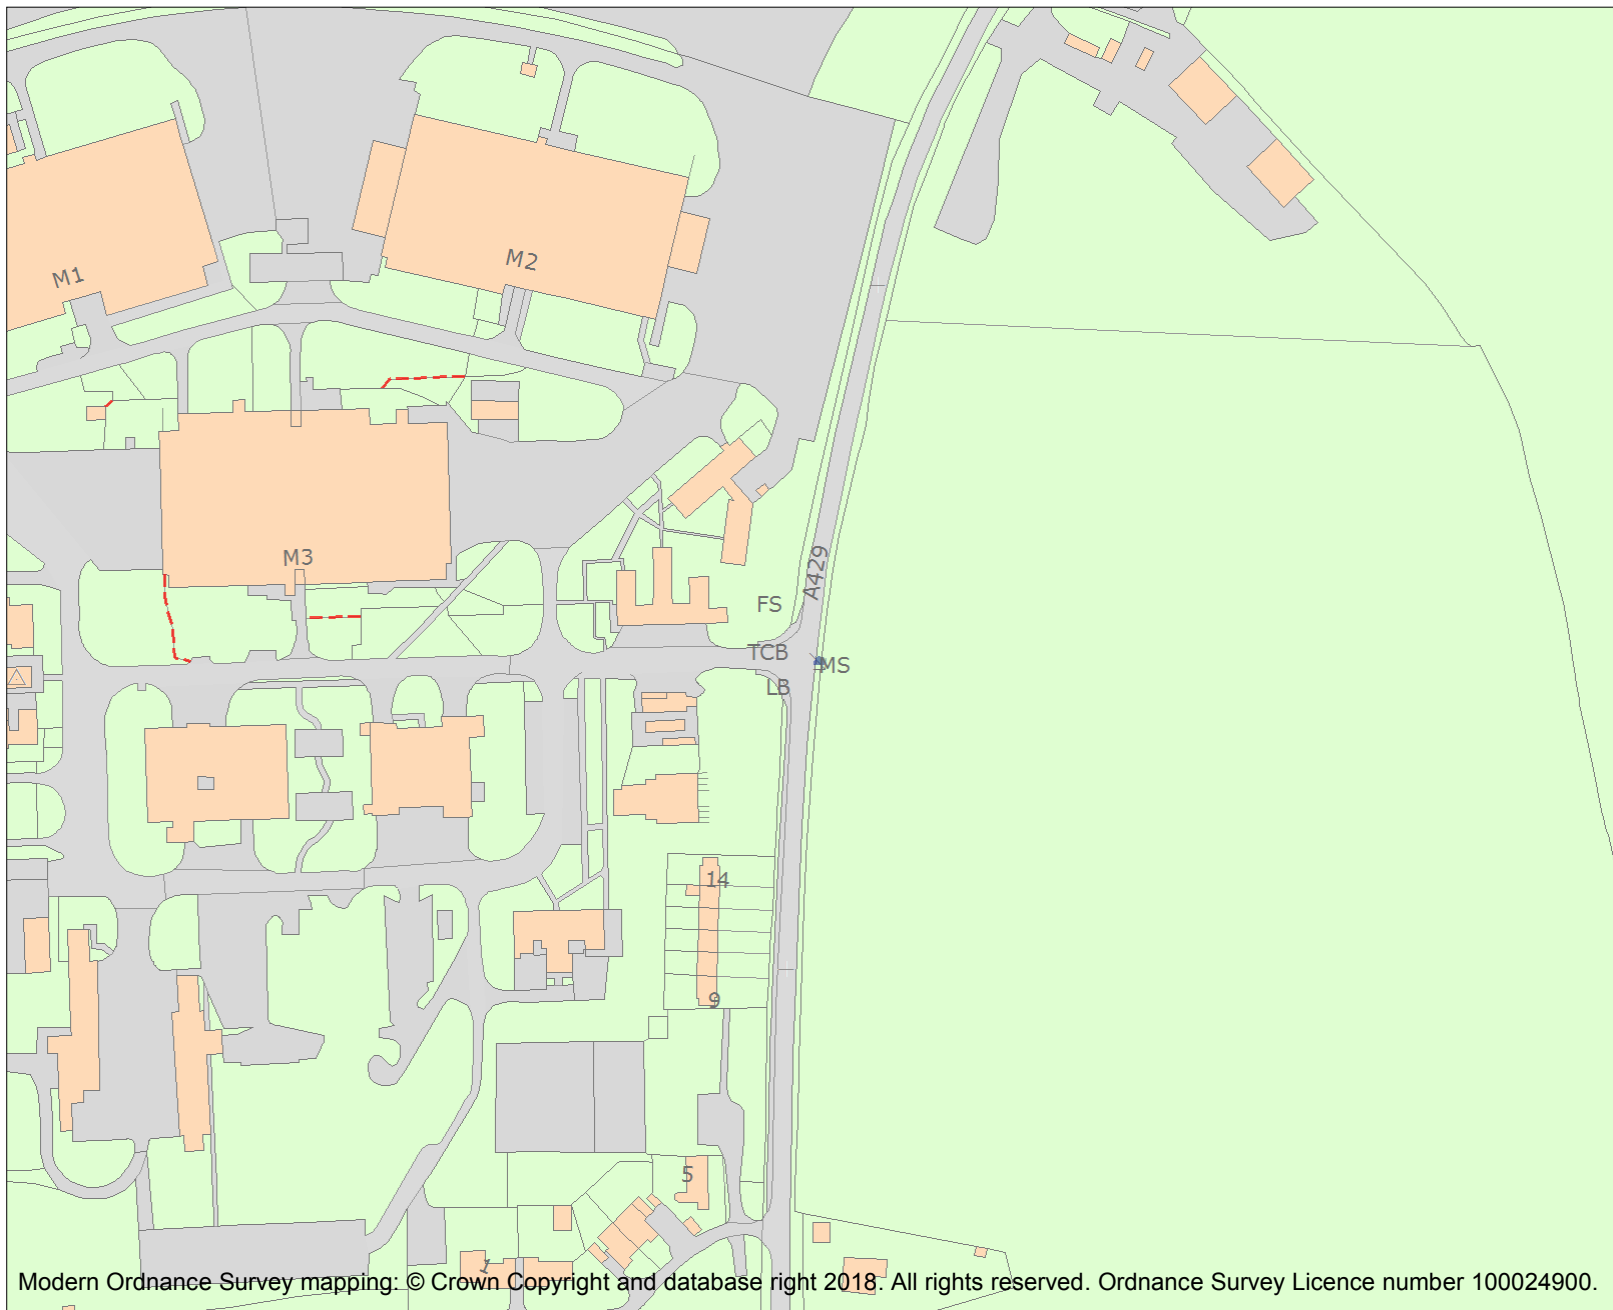 M2
M1
M3
A429
FS
TCB
MS
LB
14
9
5
1
Modern Ordnance Survey mapping: © Crown Copyright and database right 2018. All rights reserved. Ordnance Survey Licence number 100024900.